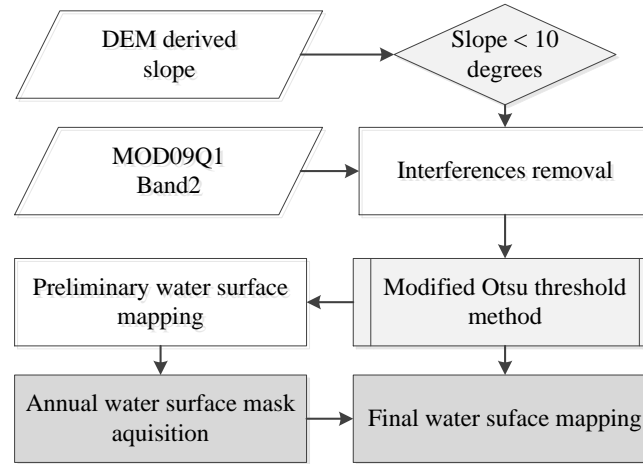 DEM derived
slope
Slope < 10
degrees
MOD09Q1
Band2
Interferences removal
Preliminary water surface
mapping
Modified Otsu threshold
method
Annual water surface mask
aquisition
Final water suface mapping